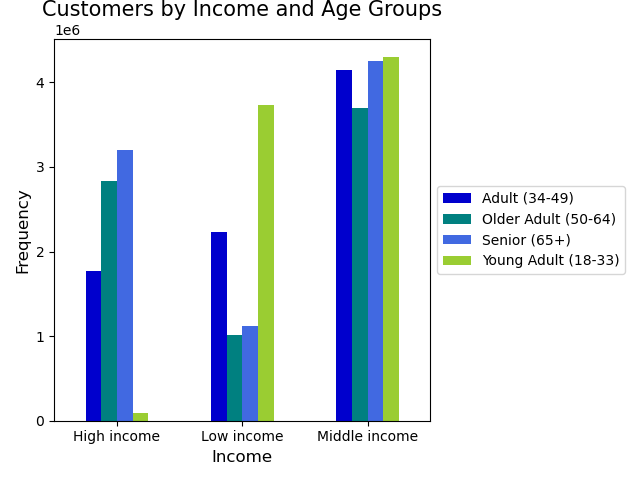 Customers by Income and Age Groups
1e6
4
3
2
1
0
Frequency
High income
Low income
Middle income
Income
Adult (34-49)
Older Adult (50-64)
Senior (65+)
Young Adult (18-33)